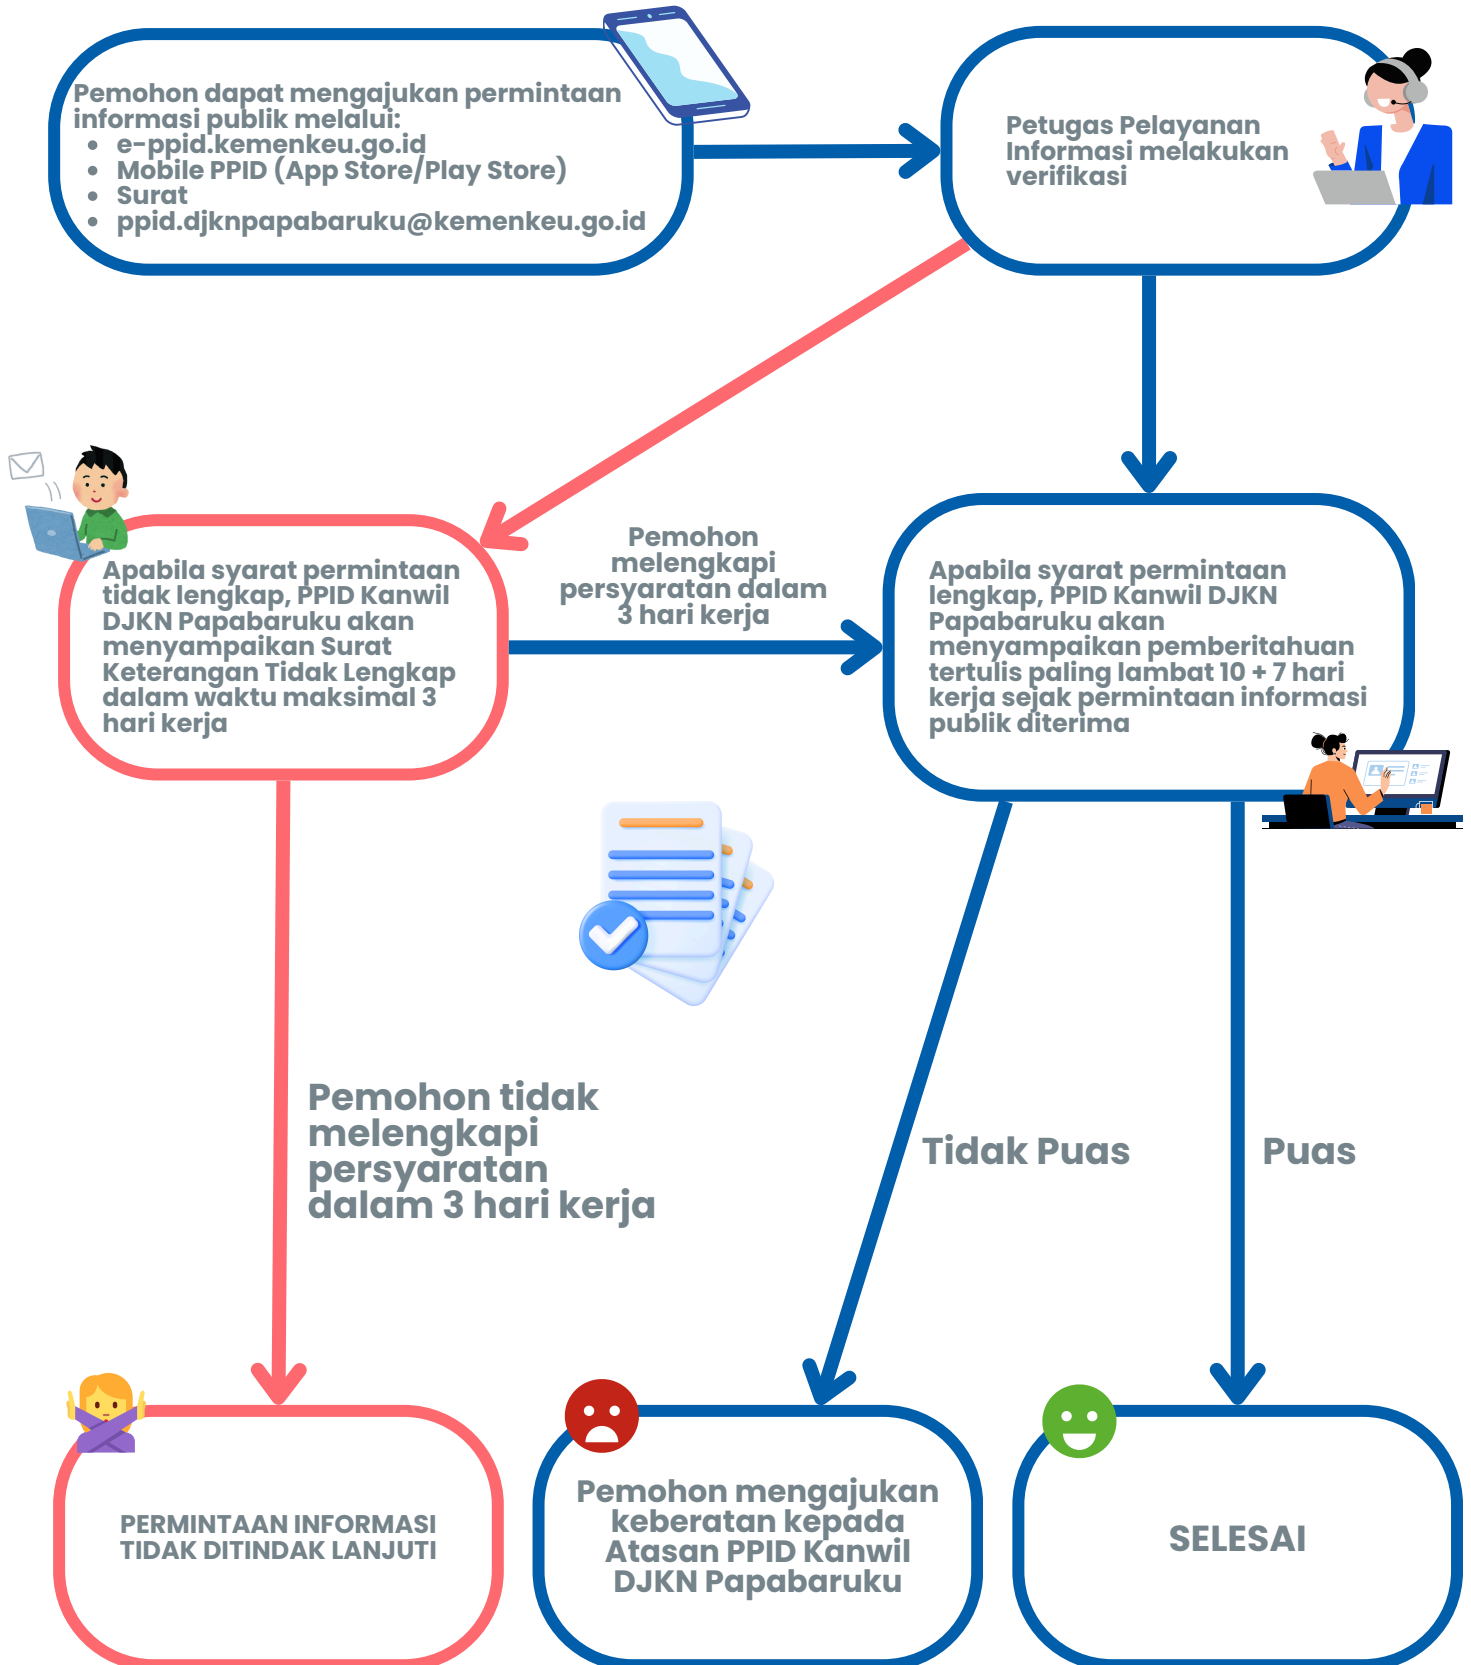 Pemohon dapat mengajukan permintaan
informasi publik melalui:
• e-ppid.kemenkeu.go.id
• Mobile PPID (App Store/Play Store)
• Surat
• ppid.djknpapabaruku@kemenkeu.go.id
Petugas Pelayanan
Informasi melakukan
verifikasi
Apabila syarat permintaan
tidak lengkap, PPID Kanwil
DJKN Papabaruku akan
menyampaikan Surat
Keterangan Tidak Lengkap
dalam waktu maksimal 3
hari kerja
Pemohon
melengkapi
persyaratan dalam
3 hari kerja
Apabila syarat permintaan
lengkap, PPID Kanwil DJKN
Papabaruku akan
menyampaikan pemberitahuan
tertulis paling lambat 10 + 7 hari
kerja sejak permintaan informasi
publik diterima
Pemohon tidak
melengkapi
persyaratan
dalam 3 hari kerja
Tidak Puas
Puas
PERMINTAAN INFORMASI
TIDAK DITINDAK LANJUTI
Pemohon mengajukan
keberatan kepada
Atasan PPID Kanwil
DJKN Papabaruku
SELESAI